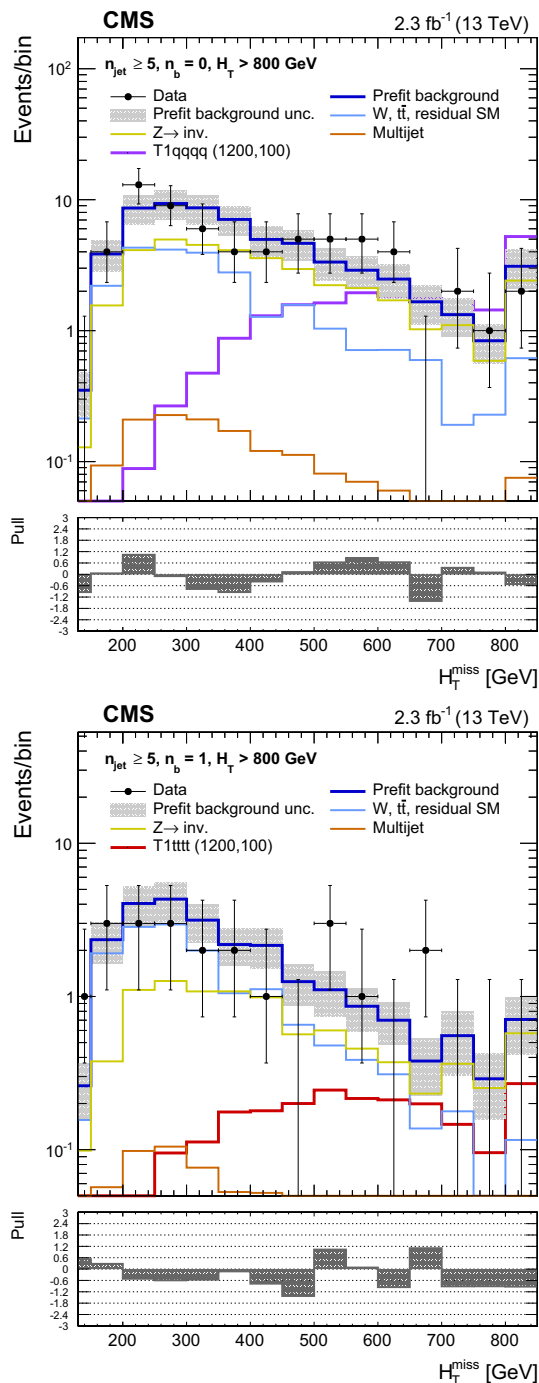 CMS 2.3 fb⁻¹ (13 TeV)
Events/bin
n_jet ≥ 5, n_b = 0, H_T > 800 GeV
Data Prefit background
Prefit background unc. W, tt̄, residual SM
Z→ inv. Multijet
T1qqqq (1200,100)
10²
10
1
10⁻¹
Pull
3
2.4
1.8
1.2
0.6
0
-0.6
-1.2
-1.8
-2.4
-3
200 300 400 500 600 700 800
H_T^miss [GeV]
CMS 2.3 fb⁻¹ (13 TeV)
Events/bin
n_jet ≥ 5, n_b = 1, H_T > 800 GeV
Data Prefit background
Prefit background unc. W, tt̄, residual SM
Z→ inv. Multijet
T1tttt (1200,100)
10
1
10⁻¹
Pull
3
2.4
1.8
1.2
0.6
0
-0.6
-1.2
-1.8
-2.4
-3
200 300 400 500 600 700 800
H_T^miss [GeV]